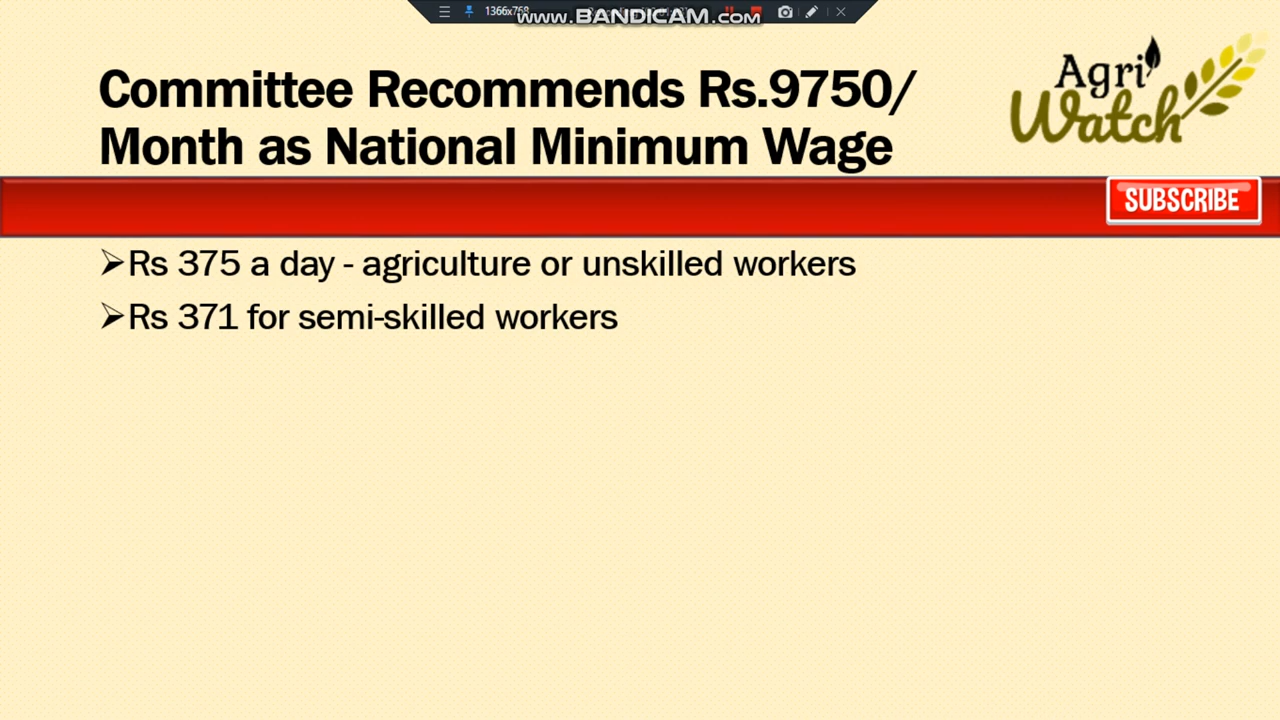 1366x768
www.BANDICAM.com
Committee Recommends Rs.9750/
Month as National Minimum Wage
Agri
Watch
SUBSCRIBE
➢Rs 375 a day - agriculture or unskilled workers
➢Rs 371 for semi-skilled workers